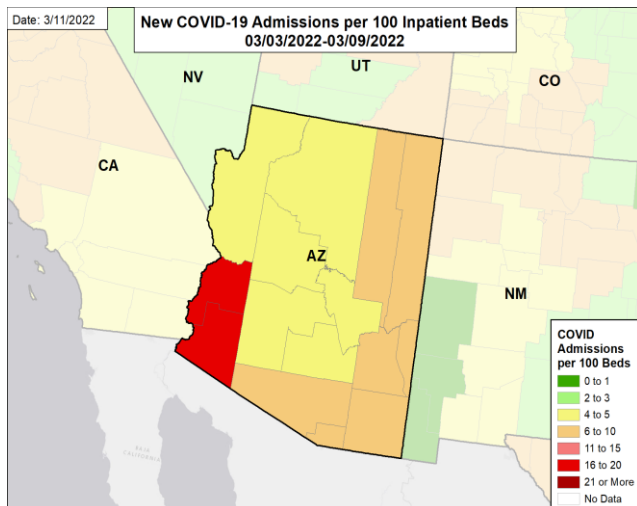 Date: 3/11/2022
New COVID-19 Admissions per 100 Inpatient Beds
03/03/2022-03/09/2022
NV
UT
CO
CA
AZ
NM
BAJA
CALIFORNIA
COVID
Admissions
per 100 Beds
0 to 1
2 to 3
4 to 5
6 to 10
11 to 15
16 to 20
21 or More
No Data